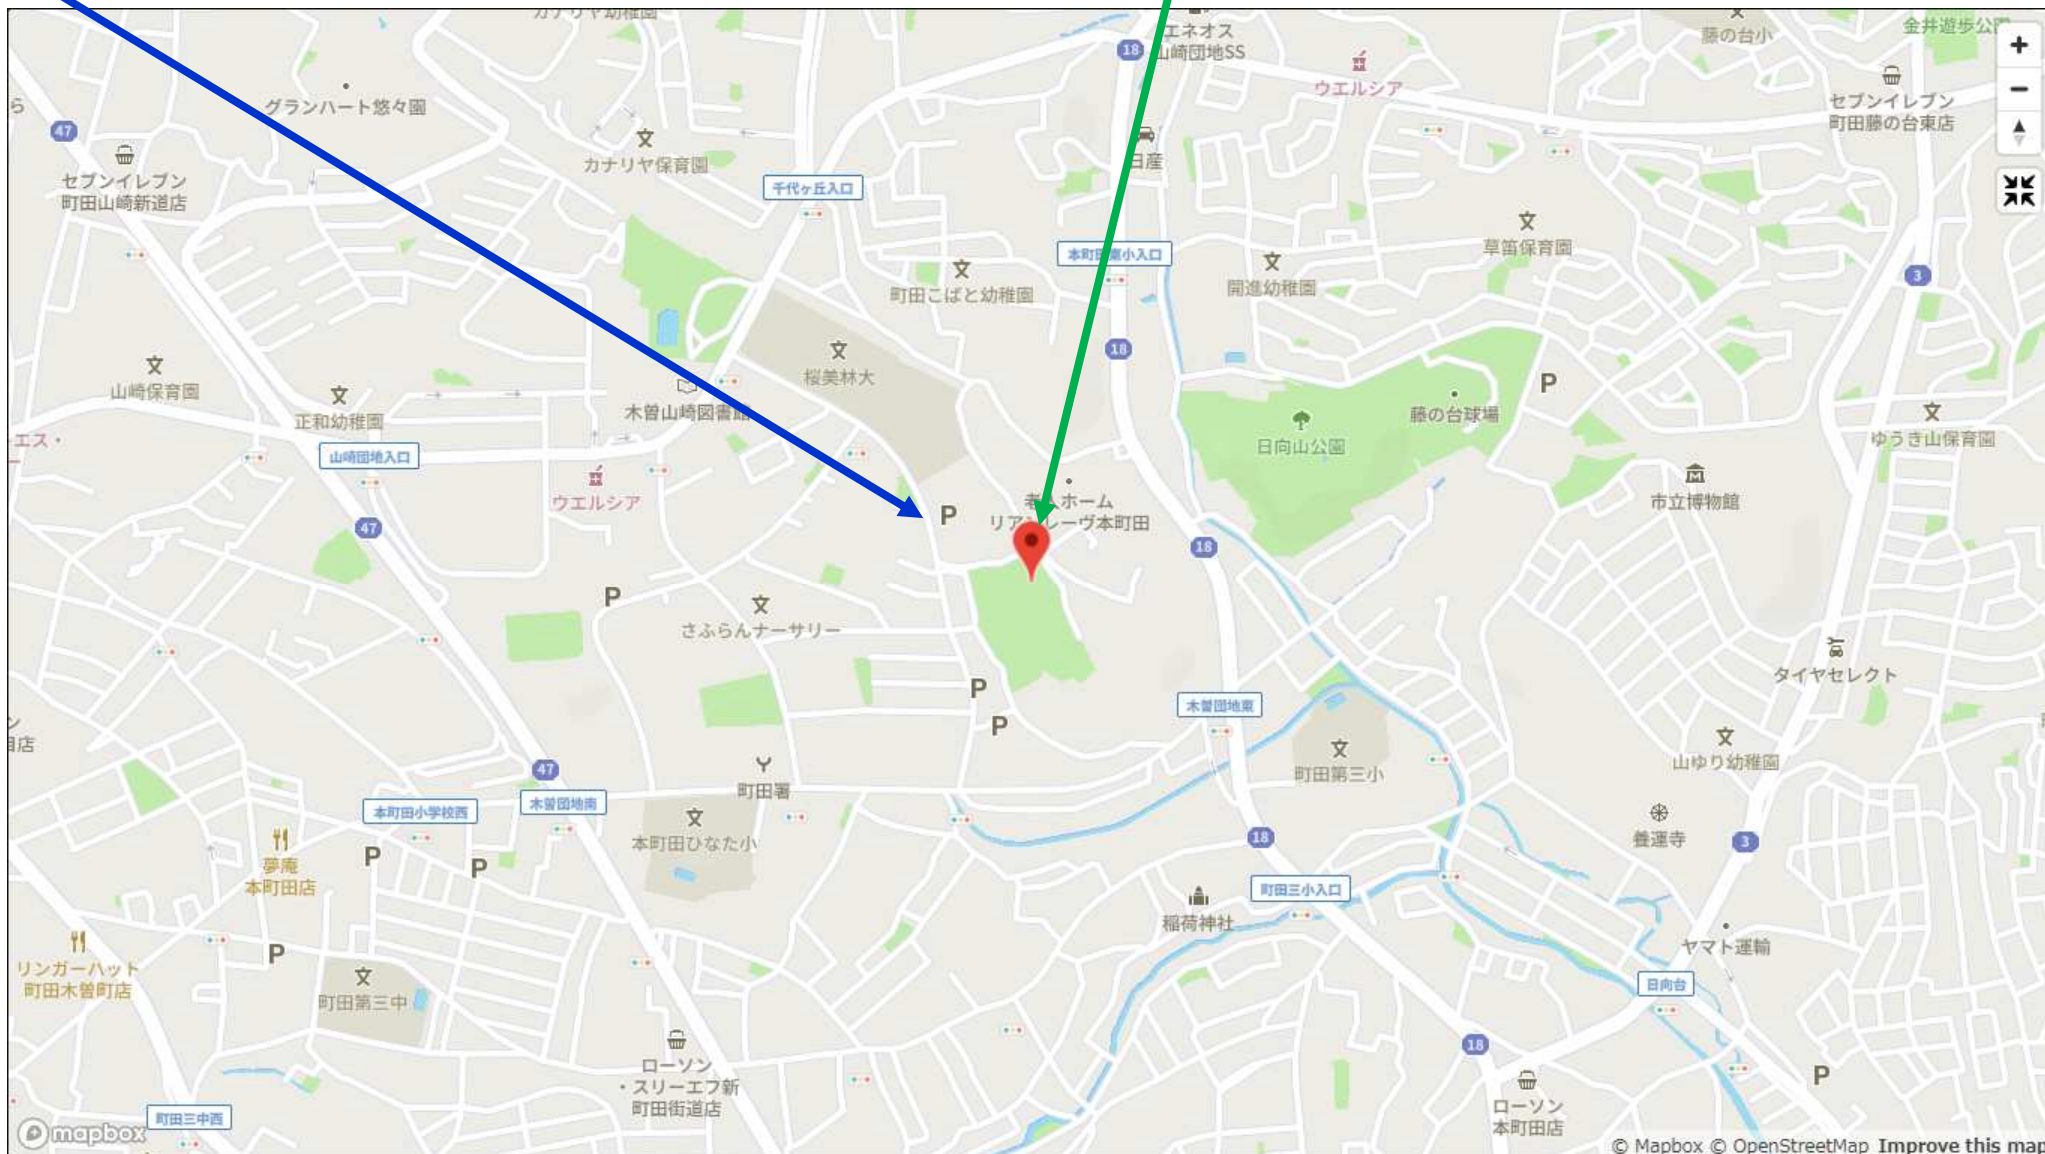 カナリヤ幼稚園
エネオス
山崎団地SS
藤の台小
金井遊歩公園
18
ウエルシア
セブンイレブン
町田藤の台東店
グランハート悠々園
ら
47
カナリヤ保育園
日産
セブンイレブン
町田山崎新道店
千代ヶ丘入口
草笛保育園
本町田東小入口
開進幼稚園
町田こばと幼稚園
3
18
桜美林大
山崎保育園
正和幼稚園
木曽山崎図書館
P
藤の台球場
日向山公園
ゆうき山保育園
エス・
山崎団地入口
ウエルシア
老人ホーム
リアンレーヴ本町田
市立博物館
P
47
18
P
さふらんナーサリー
タイヤセレクト
P
木曽団地東
P
ン
目店
町田第三小
山ゆり幼稚園
47
町田署
木曽団地南
本町田小学校西
本町田ひなた小
18
養運寺
3
P
P
夢庵
本町田店
町田三小入口
稲荷神社
ヤマト運輸
P
リンガーハット
町田木曽町店
町田第三中
日向台
18
ローソン
・スリーエフ新
町田街道店
P
ローソン
本町田店
町田三中西
mapbox
© Mapbox © OpenStreetMap Improve this map